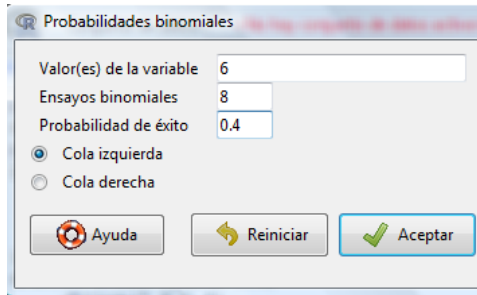 Probabilidades binomiales
Valor(es) de la variable 6
Ensayos binomiales 8
Probabilidad de éxito 0.4
Cola izquierda
Cola derecha
Ayuda Reiniciar Aceptar